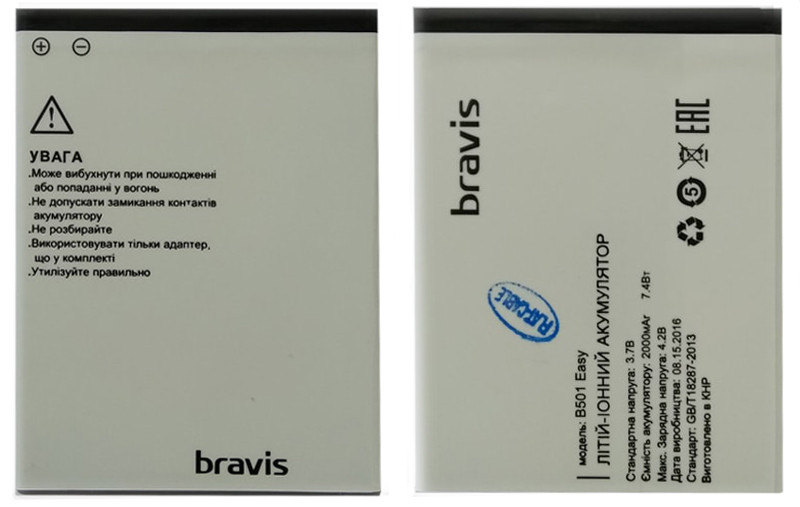 УВАГА
.Може вибухнути при пошкодженні
або попаданні у вогонь
.Не допускати замикання контактів
акумулятору
.Не розбирайте
.Використовувати тільки адаптер,
що у комплекті
.Утилізуйте правильно
bravis
bravis
EAC
5
FLATCABLE
модель: B501 Easy
ЛІТІЙ-ІОННИЙ АКУМУЛЯТОР
Стандартна напруга: 3.7В
Ємність акумулятору: 2000мАг 7.4Вт
Макс. Зарядна напруга: 4.2В
Дата виробництва: 08.15.2016
Стандарт: GB/T18287-2013
Виготовлено в КНР